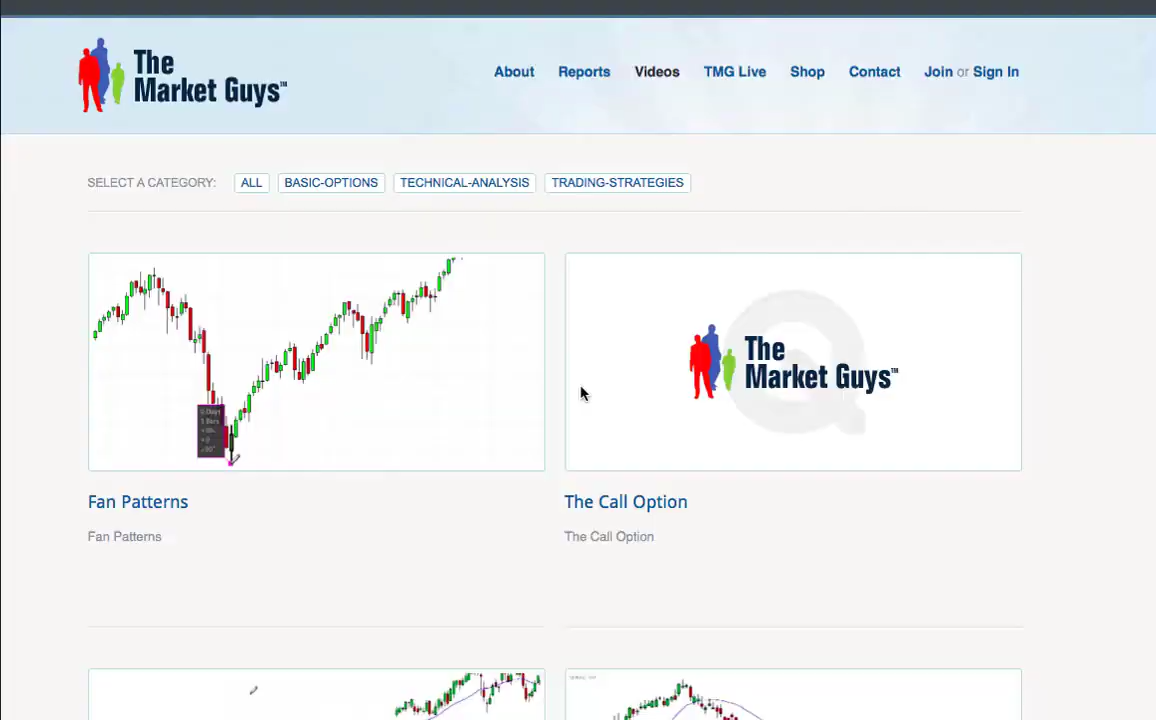 The
Market Guys™
About Reports Videos TMG Live Shop Contact Join or Sign In
SELECT A CATEGORY: ALL BASIC-OPTIONS TECHNICAL-ANALYSIS TRADING-STRATEGIES
The
Market Guys™
Fan Patterns
Fan Patterns
The Call Option
The Call Option